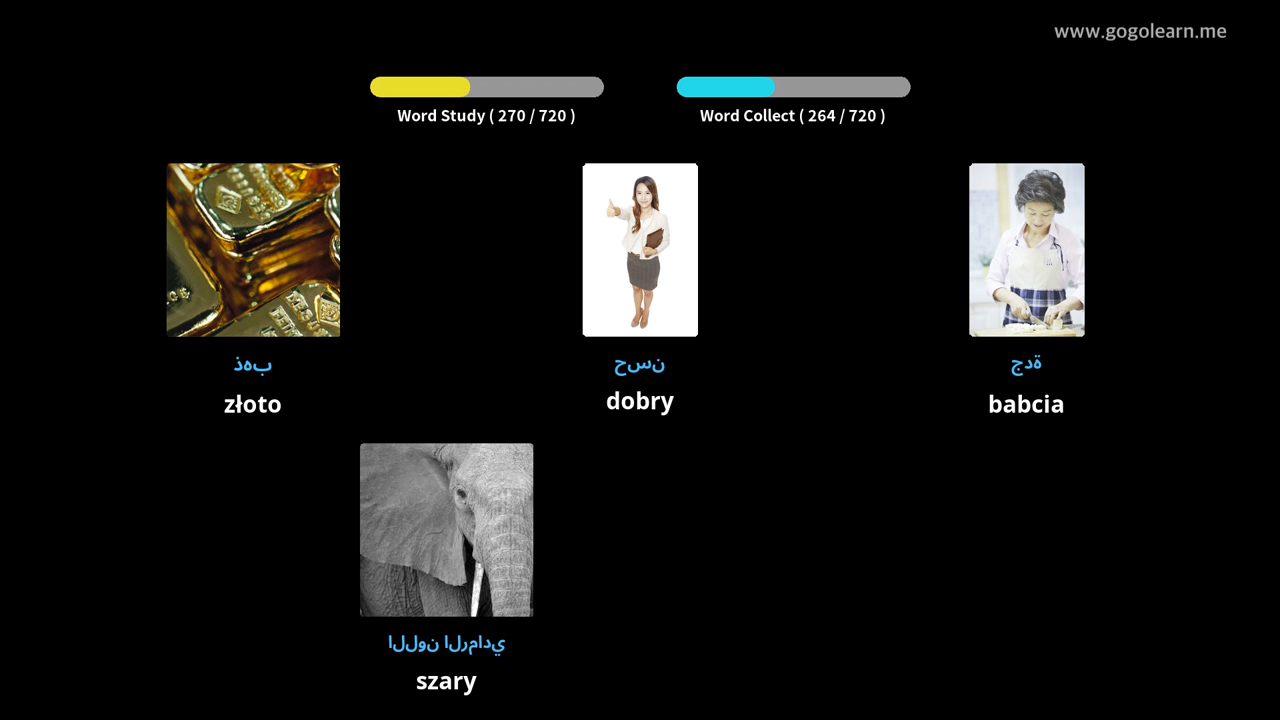 www.gogolearn.me
Word Study ( 270 / 720 )
Word Collect ( 264 / 720 )
ذهب
złoto
حسن
dobry
جدة
babcia
اللون الرمادي
szary